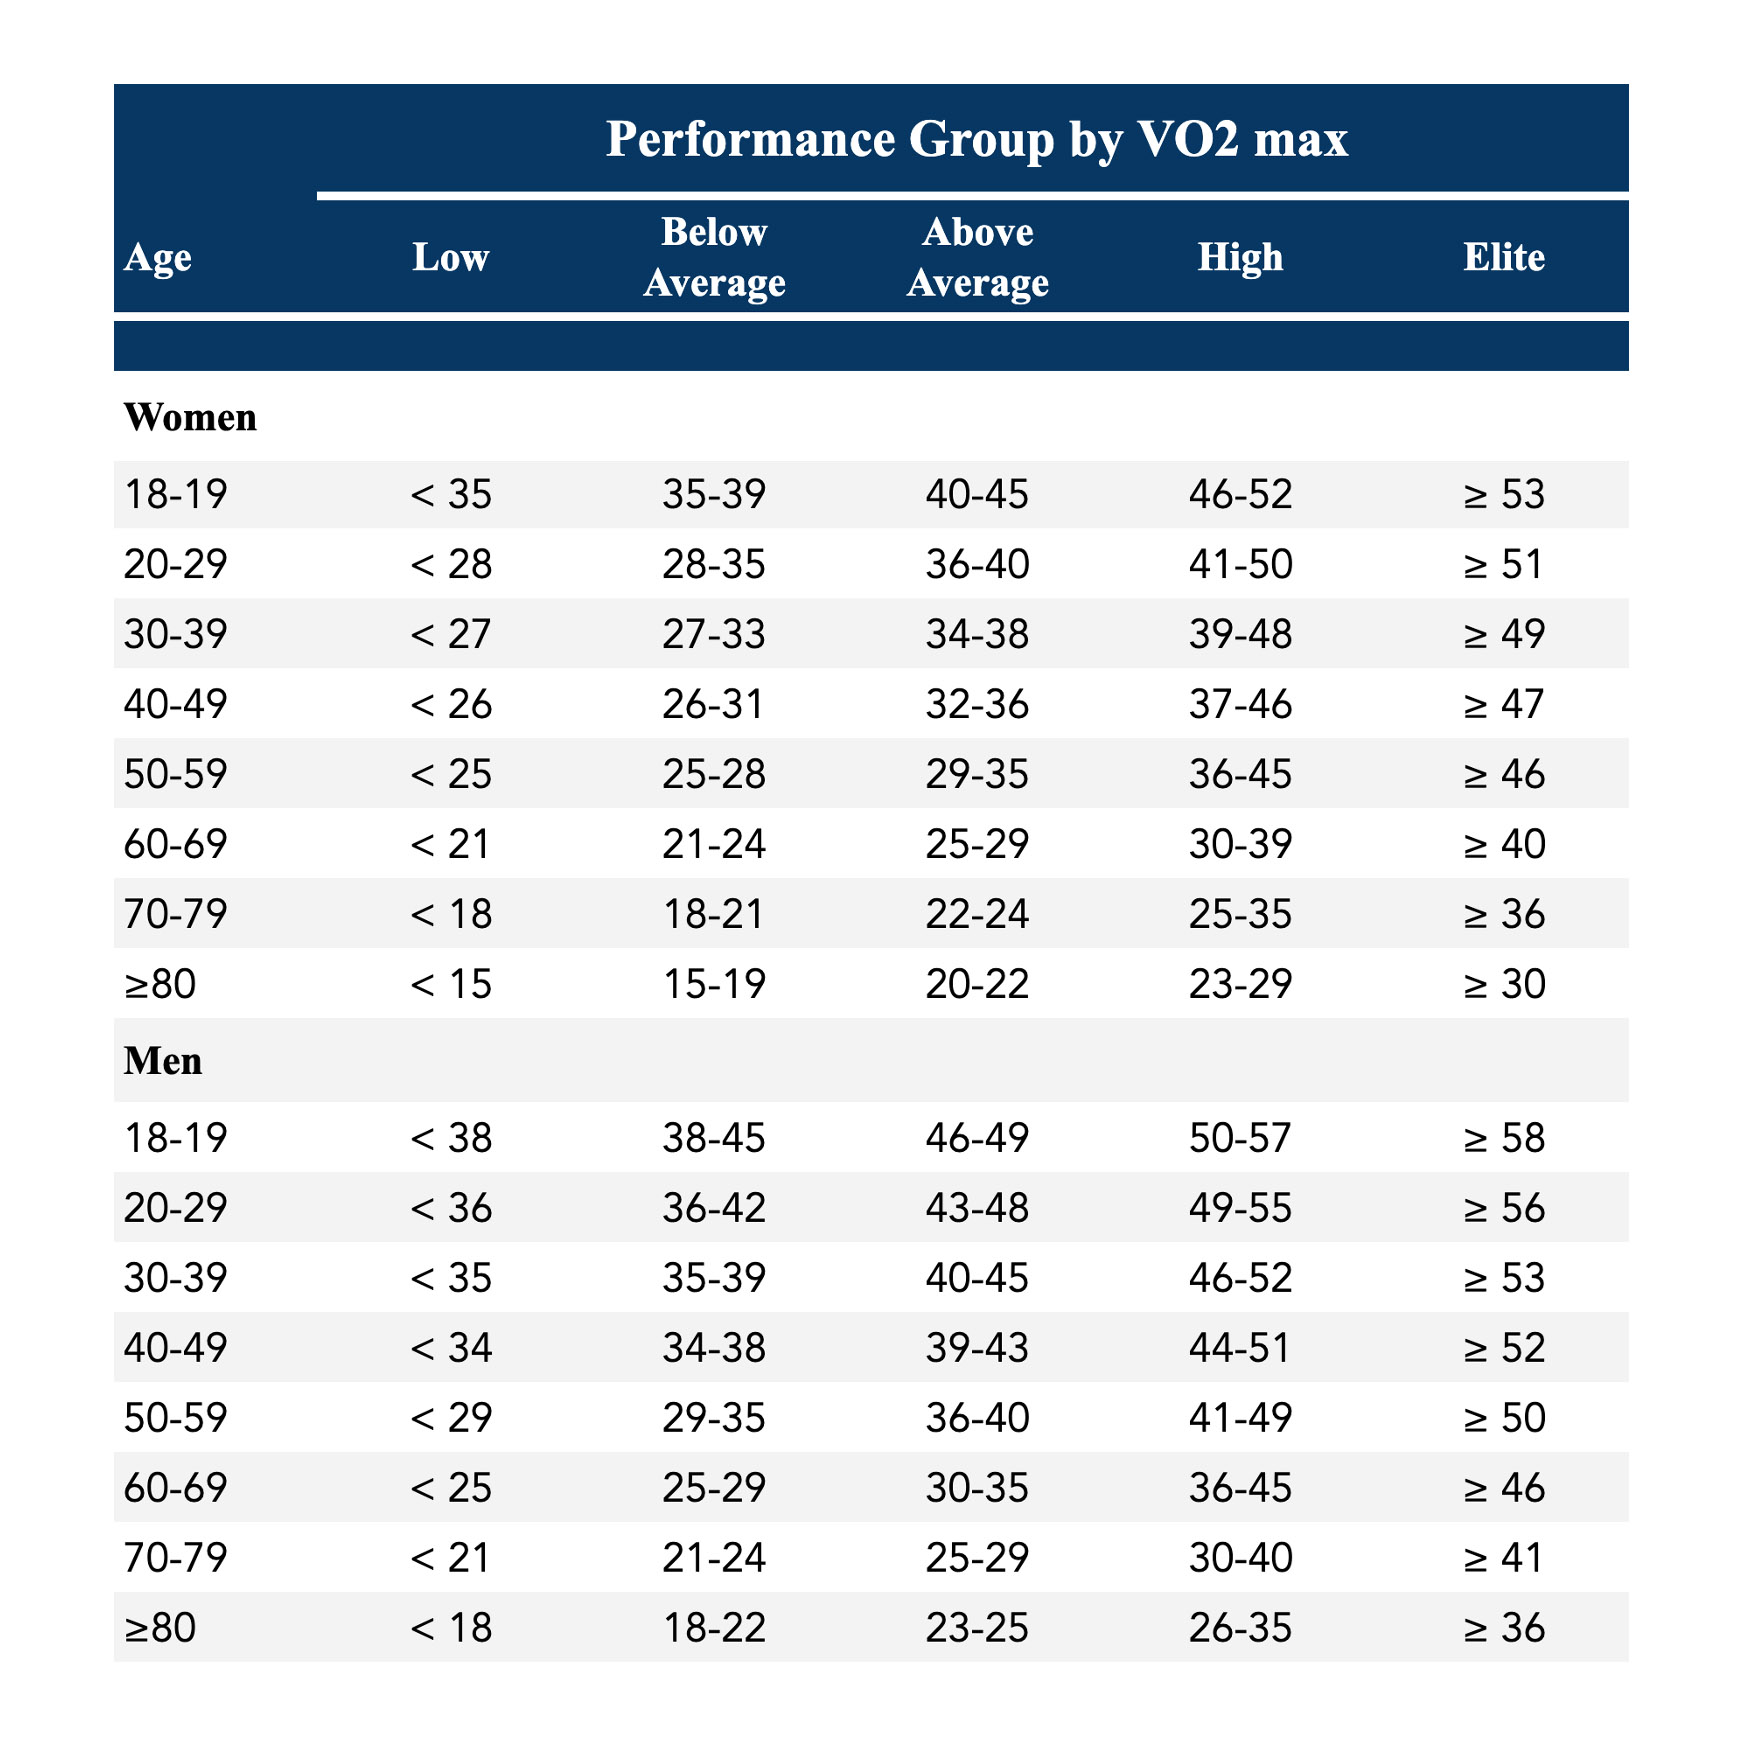 Performance Group by VO2 max
Age Low Below Average Above Average High Elite
Women
18-19 < 35 35-39 40-45 46-52 ≥ 53
20-29 < 28 28-35 36-40 41-50 ≥ 51
30-39 < 27 27-33 34-38 39-48 ≥ 49
40-49 < 26 26-31 32-36 37-46 ≥ 47
50-59 < 25 25-28 29-35 36-45 ≥ 46
60-69 < 21 21-24 25-29 30-39 ≥ 40
70-79 < 18 18-21 22-24 25-35 ≥ 36
≥80 < 15 15-19 20-22 23-29 ≥ 30
Men
18-19 < 38 38-45 46-49 50-57 ≥ 58
20-29 < 36 36-42 43-48 49-55 ≥ 56
30-39 < 35 35-39 40-45 46-52 ≥ 53
40-49 < 34 34-38 39-43 44-51 ≥ 52
50-59 < 29 29-35 36-40 41-49 ≥ 50
60-69 < 25 25-29 30-35 36-45 ≥ 46
70-79 < 21 21-24 25-29 30-40 ≥ 41
≥80 < 18 18-22 23-25 26-35 ≥ 36